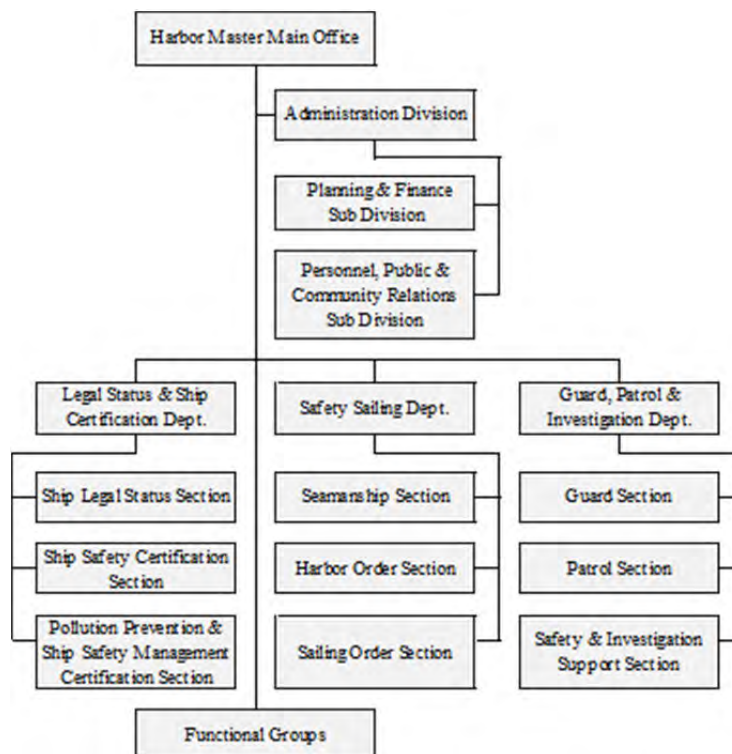 Harbor Master Main Office
Administration Division
Planning & Finance
Sub Division
Personnel, Public &
Community Relations
Sub Division
Legal Status & Ship
Certification Dept.
Safety Sailing Dept.
Guard, Patrol &
Investigation Dept.
Ship Legal Status Section
Seamanship Section
Guard Section
Ship Safety Certification
Section
Harbor Order Section
Patrol Section
Pollution Prevention &
Ship Safety Management
Certification Section
Sailing Order Section
Safety & Investigation
Support Section
Functional Groups